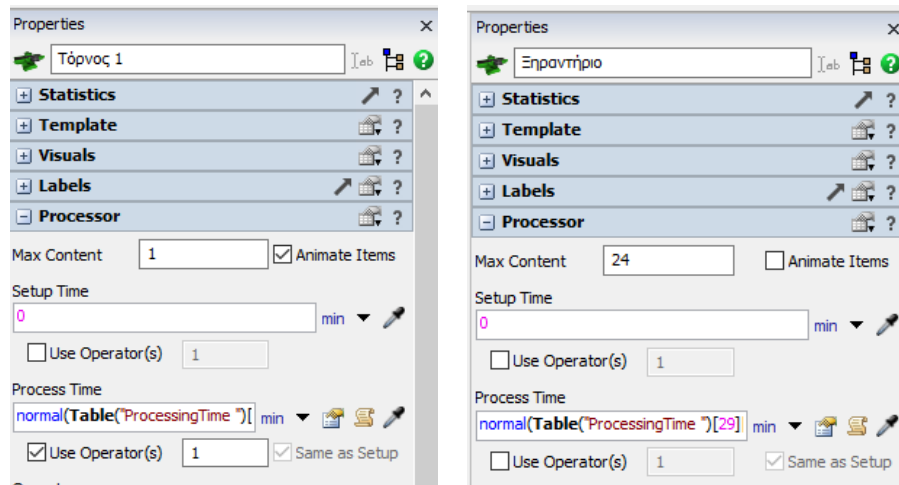 Properties
Τόρνος 1
Statistics
Template
Visuals
Labels
Processor
Max Content 1 Animate Items
Setup Time
0 min
Use Operator(s) 1
Process Time
normal(Table("ProcessingTime ")[ min
Use Operator(s) 1 Same as Setup
Properties
Ξηραντήριο
Statistics
Template
Visuals
Labels
Processor
Max Content 24 Animate Items
Setup Time
0 min
Use Operator(s) 1
Process Time
normal(Table("ProcessingTime ")[29] min
Use Operator(s) 1 Same as Setup